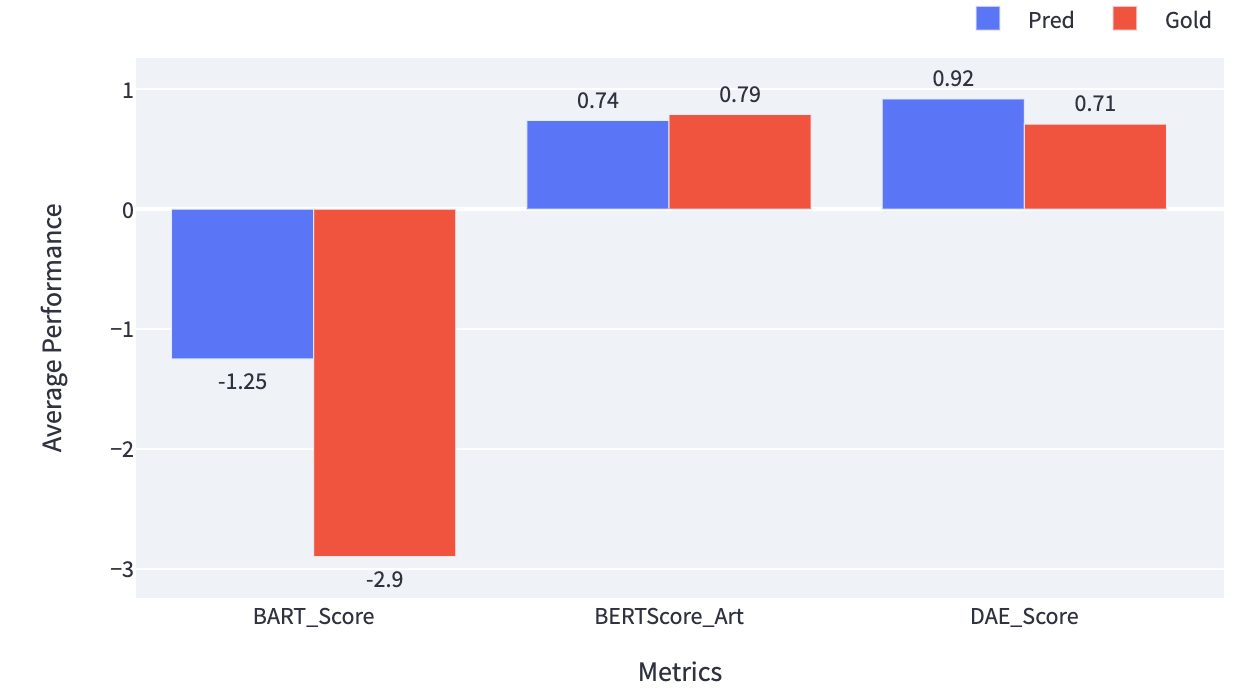 Pred Gold
1
0
−1
−2
−3
Average Performance
0.74
0.79
0.92
0.71
-1.25
-2.9
BART_Score BERTScore_Art DAE_Score
Metrics